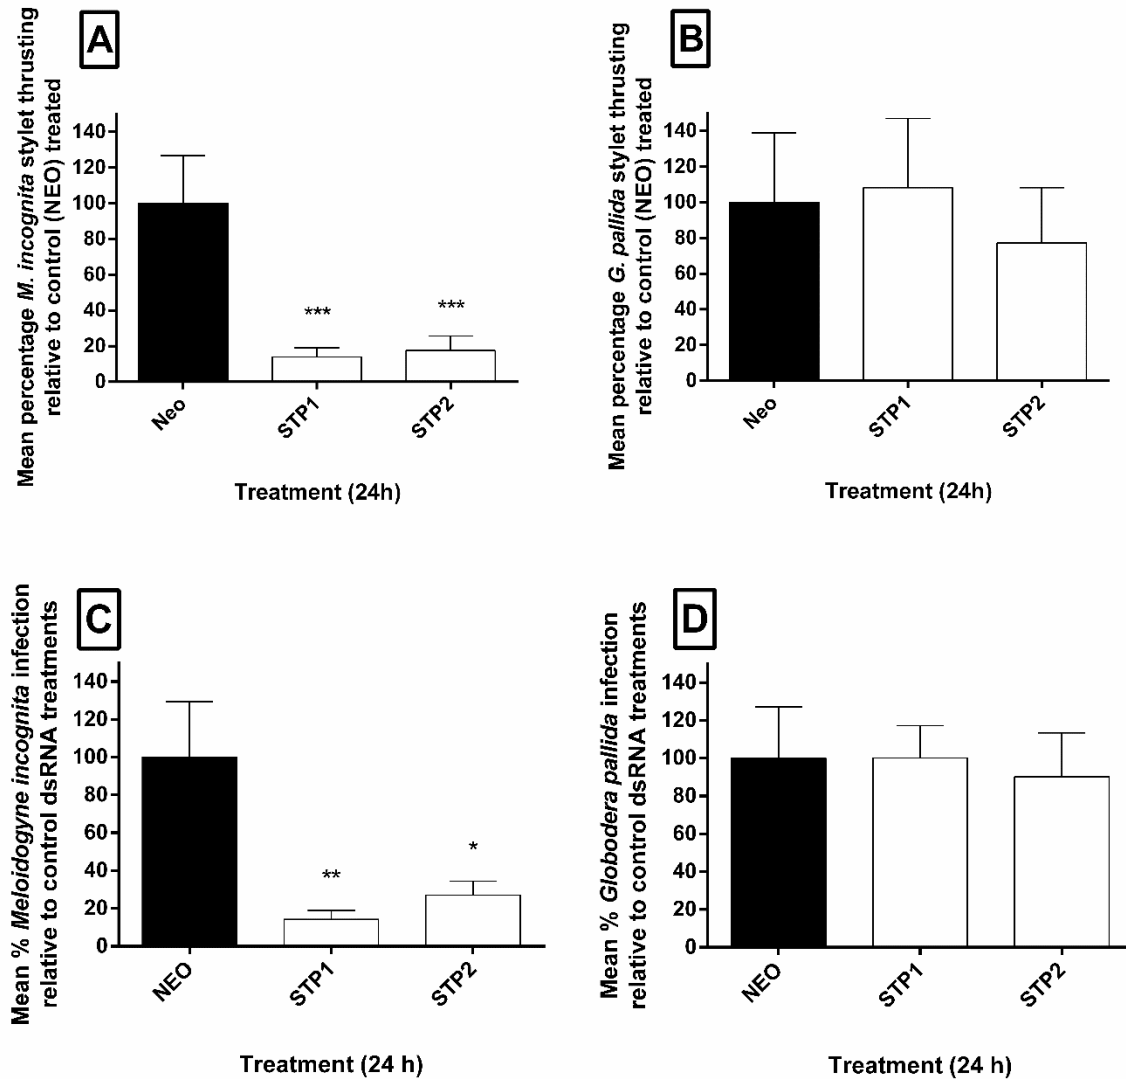 A
Mean percentage M. incognita stylet thrusting
relative to control (NEO) treated
140
120
100
80
60
40
20
0
***
***
Neo
STP1
STP2
Treatment (24h)
B
Mean percentage G. pallida stylet thrusting
relative to control (NEO) treated
140
120
100
80
60
40
20
0
Neo
STP1
STP2
Treatment (24h)
C
Mean % Meloidogyne incognita infection
relative to control dsRNA treatments
140
120
100
80
60
40
20
0
**
*
NEO
STP1
STP2
Treatment (24 h)
D
Mean % Globodera pallida infection
relative to control dsRNA treatments
140
120
100
80
60
40
20
0
NEO
STP1
STP2
Treatment (24 h)